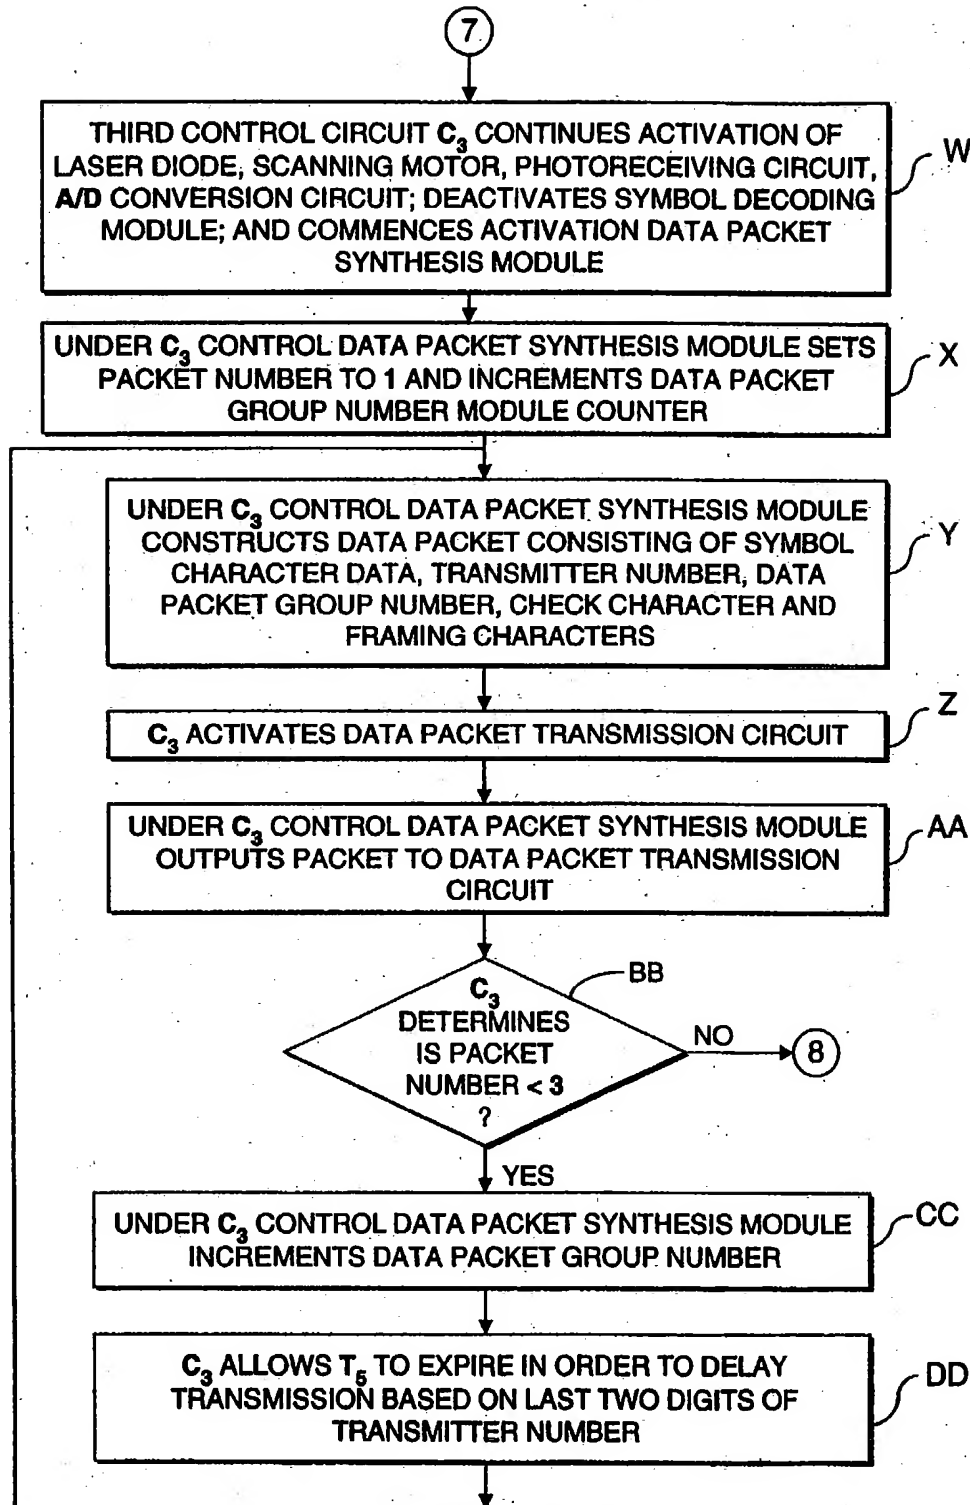 7
THIRD CONTROL CIRCUIT C3 CONTINUES ACTIVATION OF
LASER DIODE, SCANNING MOTOR, PHOTORECEIVING CIRCUIT,
A/D CONVERSION CIRCUIT; DEACTIVATES SYMBOL DECODING
MODULE; AND COMMENCES ACTIVATION DATA PACKET
SYNTHESIS MODULE
W
UNDER C3 CONTROL DATA PACKET SYNTHESIS MODULE SETS
PACKET NUMBER TO 1 AND INCREMENTS DATA PACKET
GROUP NUMBER MODULE COUNTER
X
UNDER C3 CONTROL DATA PACKET SYNTHESIS MODULE
CONSTRUCTS DATA PACKET CONSISTING OF SYMBOL
CHARACTER DATA, TRANSMITTER NUMBER, DATA
PACKET GROUP NUMBER, CHECK CHARACTER AND
FRAMING CHARACTERS
Y
C3 ACTIVATES DATA PACKET TRANSMISSION CIRCUIT
Z
UNDER C3 CONTROL DATA PACKET SYNTHESIS MODULE
OUTPUTS PACKET TO DATA PACKET TRANSMISSION
CIRCUIT
AA
C3
DETERMINES
IS PACKET
NUMBER < 3
?
BB
NO
8
YES
UNDER C3 CONTROL DATA PACKET SYNTHESIS MODULE
INCREMENTS DATA PACKET GROUP NUMBER
CC
C3 ALLOWS T5 TO EXPIRE IN ORDER TO DELAY
TRANSMISSION BASED ON LAST TWO DIGITS OF
TRANSMITTER NUMBER
DD